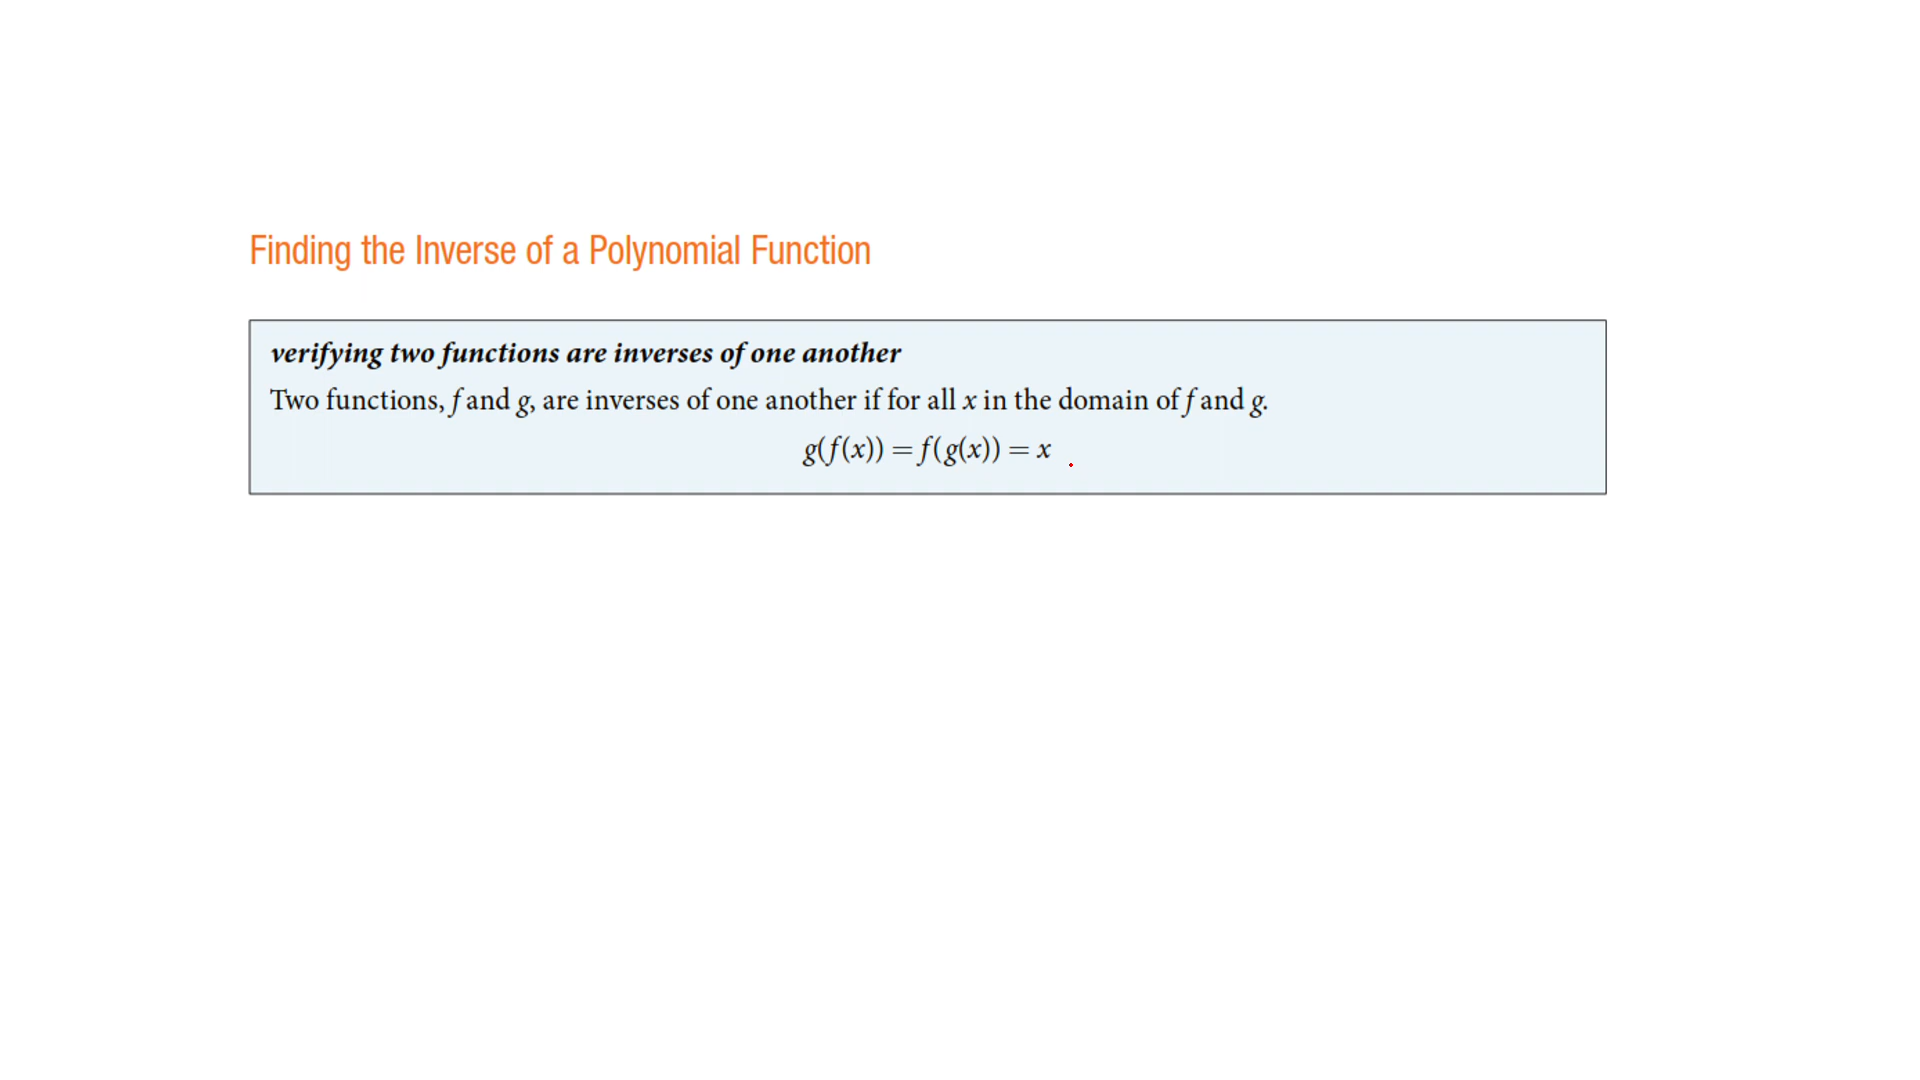 Finding the Inverse of a Polynomial Function
verifying two functions are inverses of one another
Two functions, f and g, are inverses of one another if for all x in the domain of f and g.
g(f(x)) = f(g(x)) = x